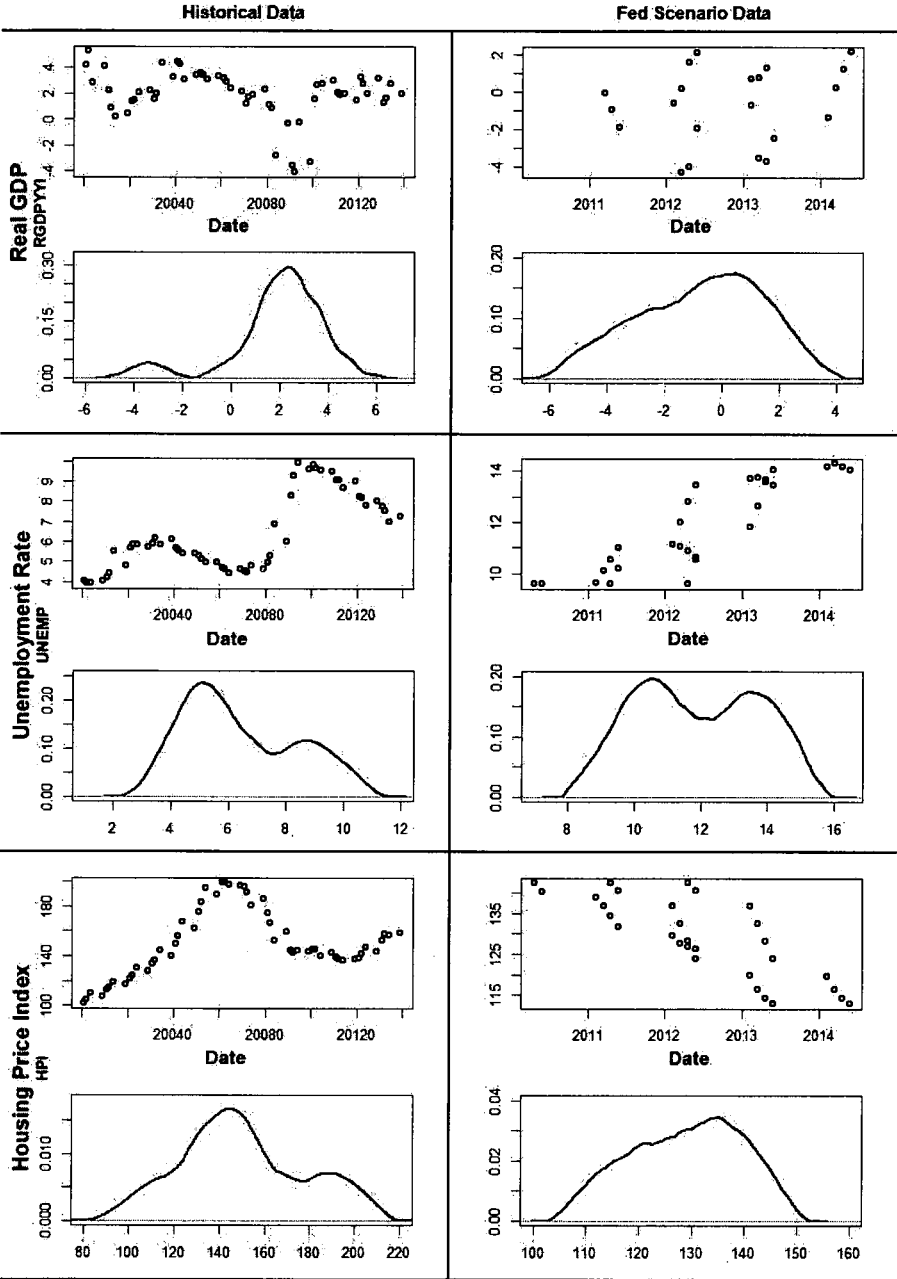 Historical Data
Fed Scenario Data
Real GDP
RGDPYYI
-4 -2 0 2 4
20040 20080 20120
Date
-4 -2 0 2
2011 2012 2013 2014
Date
0.00 0.15 0.30
-6 -4 -2 0 2 4 6
0.00 0.10 0.20
-6 -4 -2 0 2 4
Unemployment Rate
UNEMP
4 5 6 7 8 9
20040 20080 20120
Date
10 12 14
2011 2012 2013 2014
Date
0.00 0.10 0.20
2 4 6 8 10 12
0.00 0.10 0.20
8 10 12 14 16
Housing Price Index
HPI
100 140 180
20040 20080 20120
Date
115 125 135
2011 2012 2013 2014
Date
0.000 0.010
80 100 120 140 160 180 200 220
0.00 0.02 0.04
100 110 120 130 140 150 160